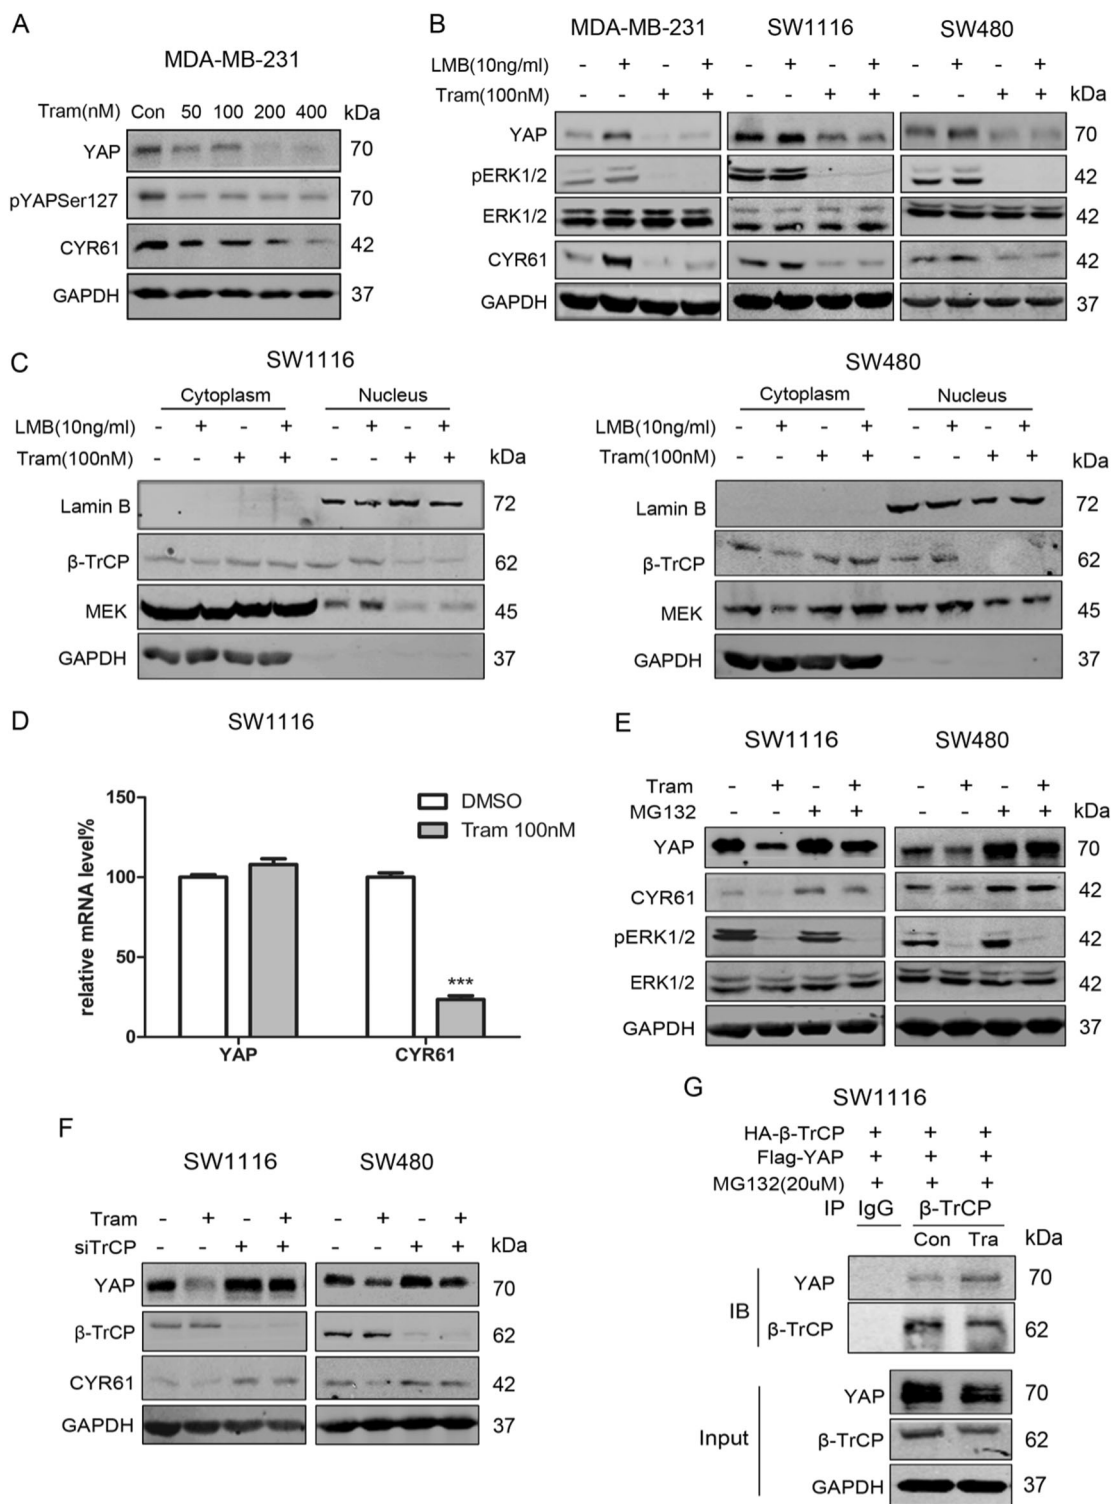 A
MDA-MB-231
Tram(nM) Con 50 100 200 400 kDa
YAP 70
pYAPSer127 70
CYR61 42
GAPDH 37
B
MDA-MB-231 SW1116 SW480
LMB(10ng/ml) - + - + - + - + - + - +
Tram(100nM) - - + + - - + + - - + + kDa
YAP 70
pERK1/2 42
ERK1/2 42
CYR61 42
GAPDH 37
C
SW1116
Cytoplasm Nucleus
LMB(10ng/ml) - + - + - + - +
Tram(100nM) - - + + - - + + kDa
Lamin B 72
β-TrCP 62
MEK 45
GAPDH 37
SW480
Cytoplasm Nucleus
LMB(10ng/ml) - + - + - + - +
Tram(100nM) - - + + - - + + kDa
Lamin B 72
β-TrCP 62
MEK 45
GAPDH 37
D
SW1116
relative mRNA level%
150
100
50
0
DMSO
Tram 100nM
***
YAP CYR61
E
SW1116 SW480
Tram - + - + - + - +
MG132 - - + + - - + + kDa
YAP 70
CYR61 42
pERK1/2 42
ERK1/2 42
GAPDH 37
F
SW1116 SW480
Tram - + - + - + - +
siTrCP - - + + - - + + kDa
YAP 70
β-TrCP 62
CYR61 42
GAPDH 37
G
SW1116
HA-β-TrCP + + +
Flag-YAP + + +
MG132(20uM) + + +
IP IgG β-TrCP
Con Tra kDa
IB
YAP 70
β-TrCP 62
Input
YAP 70
β-TrCP 62
GAPDH 37